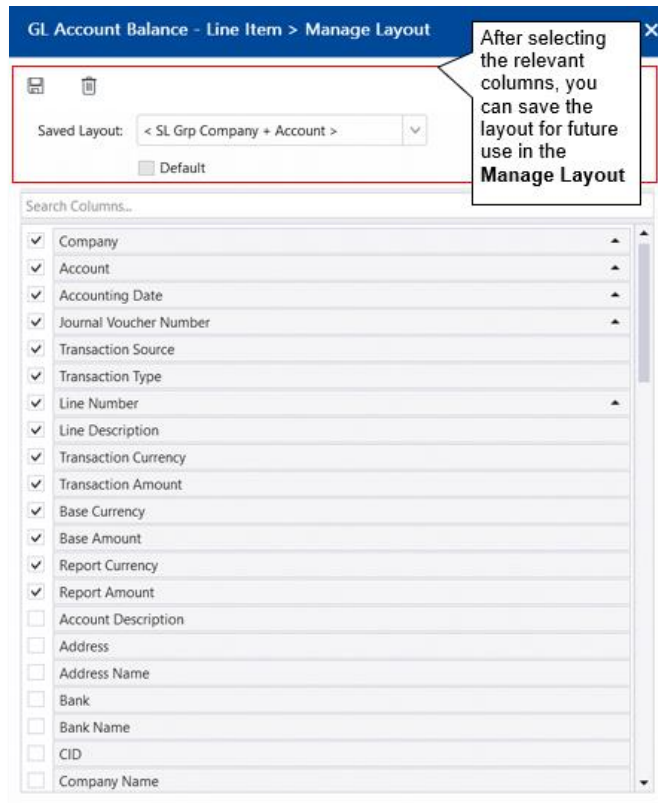 GL Account Balance - Line Item > Manage Layout
After selecting
the relevant
columns, you
can save the
layout for future
use in the
Manage Layout
Saved Layout: < SL Grp Company + Account >
Default
Search Columns...
Company
Account
Accounting Date
Journal Voucher Number
Transaction Source
Transaction Type
Line Number
Line Description
Transaction Currency
Transaction Amount
Base Currency
Base Amount
Report Currency
Report Amount
Account Description
Address
Address Name
Bank
Bank Name
CID
Company Name